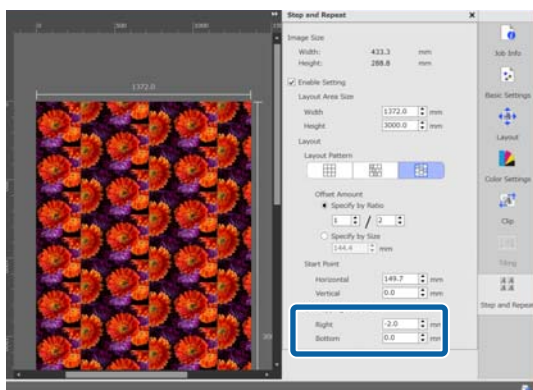 Step and Repeat
0 500 1000
1372.0
Image Size
Width: 433.3 mm
Height: 288.8 mm
Enable Setting
Layout Area Size
Width 1372.0 mm
Height 3000.0 mm
Layout
Layout Pattern
Offset Amount
Specify by Ratio
1 / 2
Specify by Size
144.4 mm
Start Point
Horizontal 149.7 mm
Vertical 0.0 mm
Right -2.0 mm
Bottom 0.0 mm
Job Info
Basic Settings
Layout
Color Settings
Clip
Tiling
Step and Repeat